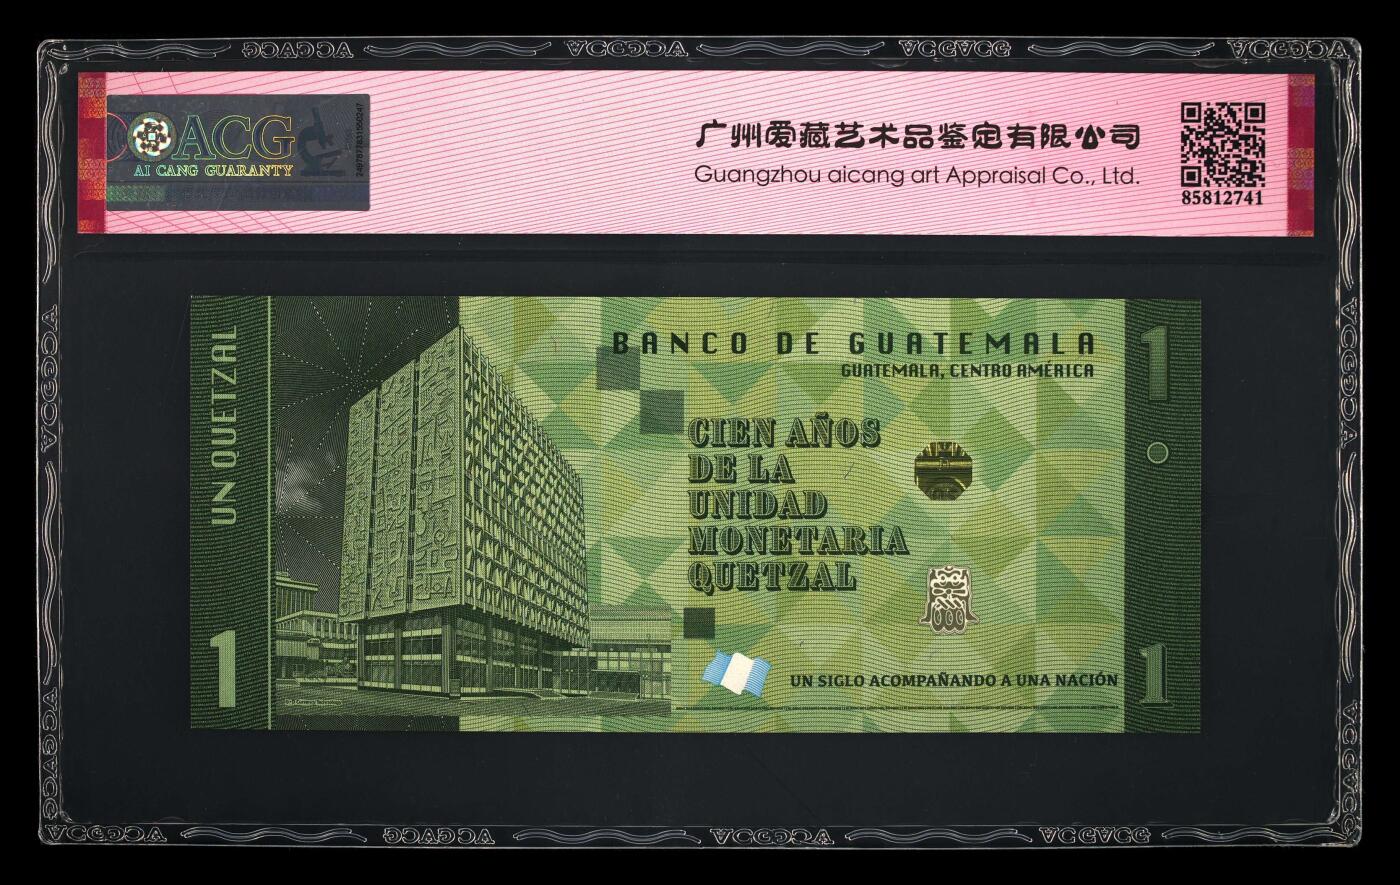 ACG
AI CANG GUARANTY
广州爱藏艺术品鉴定有限公司
Guangzhou aicang art Appraisal Co., Ltd.
85812741
UN QUETZAL
BANCO DE GUATEMALA
GUATEMALA, CENTRO AMÉRICA
1
CIEN AÑOS
DE LA
UNIDAD
MONETARIA
QUETZAL
UN SIGLO ACOMPAÑANDO A UNA NACIÓN
1
1